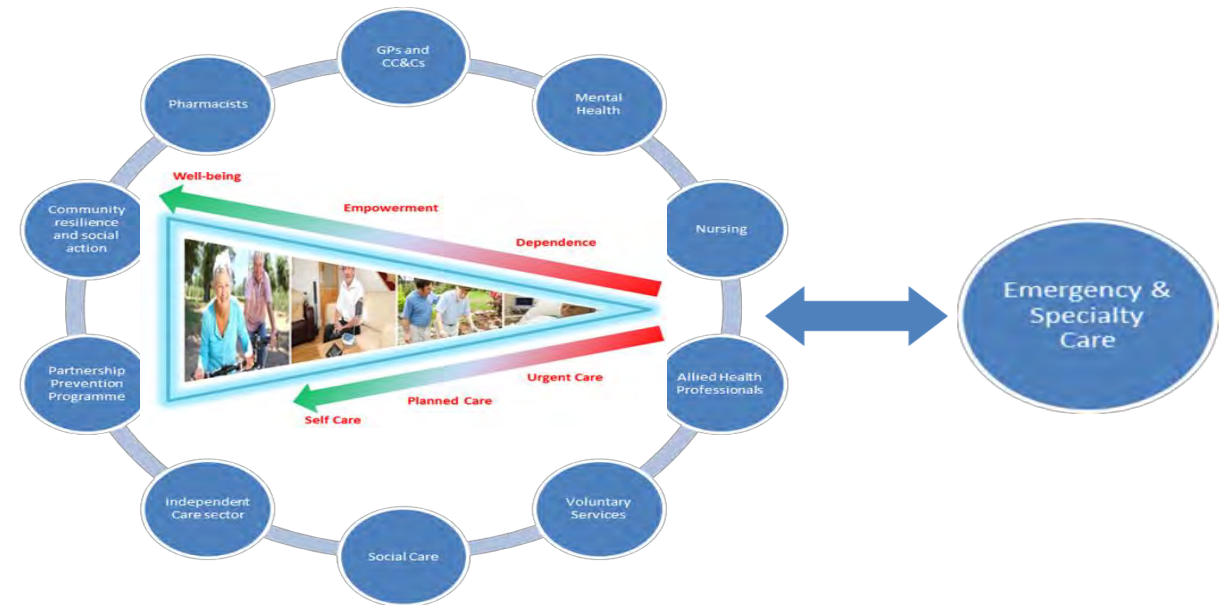 GPs and
CC&Cs
Pharmacists
Mental
Health
Well-being
Community
resilience
and social
action
Empowerment
Nursing
Dependence
Emergency &
Specialty
Care
Partnership
Prevention
Programme
Urgent Care
Allied Health
Professionals
Planned Care
Self Care
Independent
Care sector
Voluntary
Services
Social Care